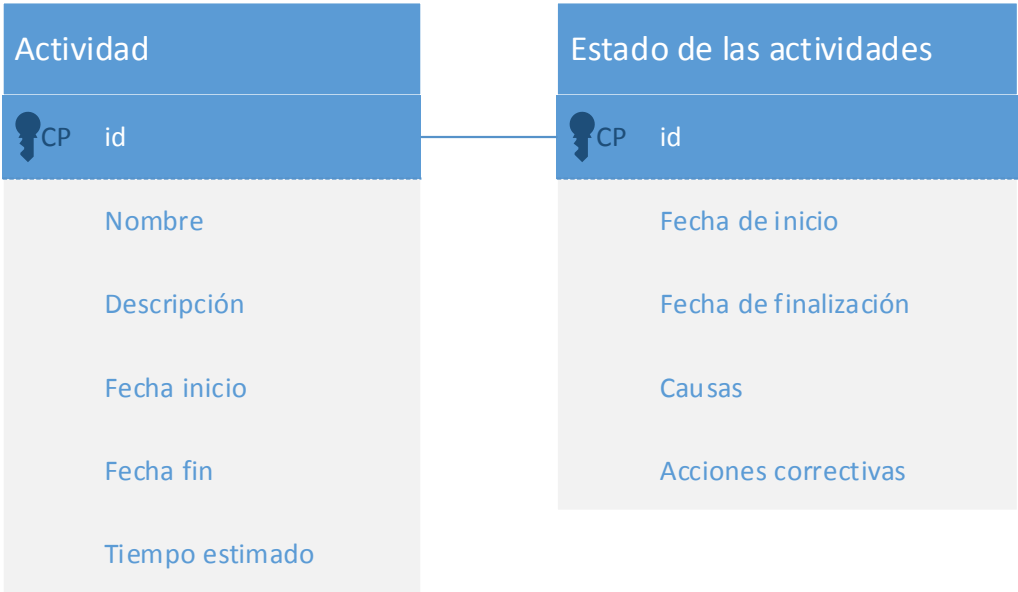 Actividad
CP id
Nombre
Descripción
Fecha inicio
Fecha fin
Tiempo estimado
Estado de las actividades
CP id
Fecha de inicio
Fecha de finalización
Causas
Acciones correctivas